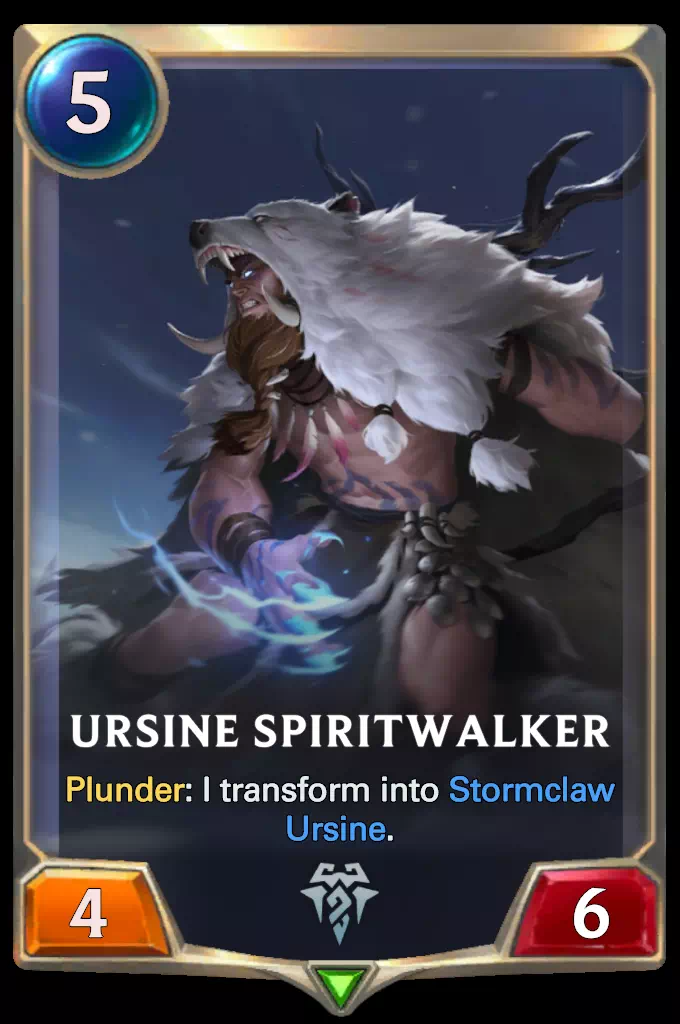 5
URSINE SPIRITWALKER
Plunder: I transform into Stormclaw
Ursine.
4
6